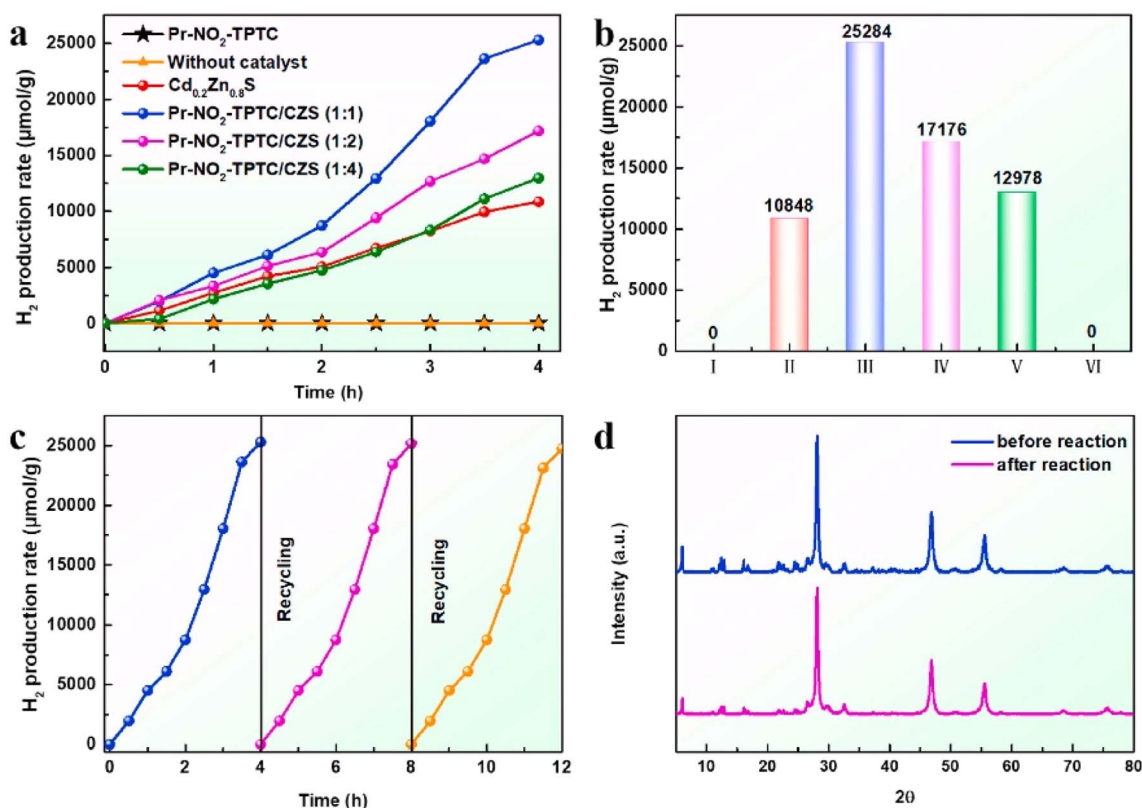 a
H₂ production rate (μmol/g)
25000
20000
15000
10000
5000
0
Pr-NO₂-TPTC
Without catalyst
Cd₀.₂Zn₀.₈S
Pr-NO₂-TPTC/CZS (1:1)
Pr-NO₂-TPTC/CZS (1:2)
Pr-NO₂-TPTC/CZS (1:4)
0 1 2 3 4
Time (h)
b
H₂ production rate (μmol/g)
25000
20000
15000
10000
5000
0
0
10848
25284
17176
12978
0
I II III IV V VI
c
H₂ production rate (μmol/g)
25000
20000
15000
10000
5000
0
Recycling
Recycling
0 2 4 6 8 10 12
Time (h)
d
Intensity (a.u.)
before reaction
after reaction
10 20 30 40 50 60 70 80
2θ